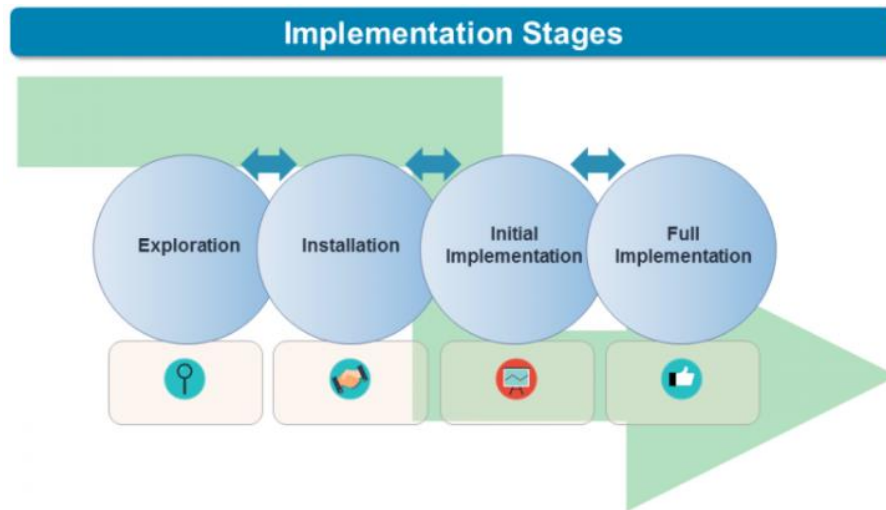 Implementation Stages
Exploration
Installation
Initial
Implementation
Full
Implementation